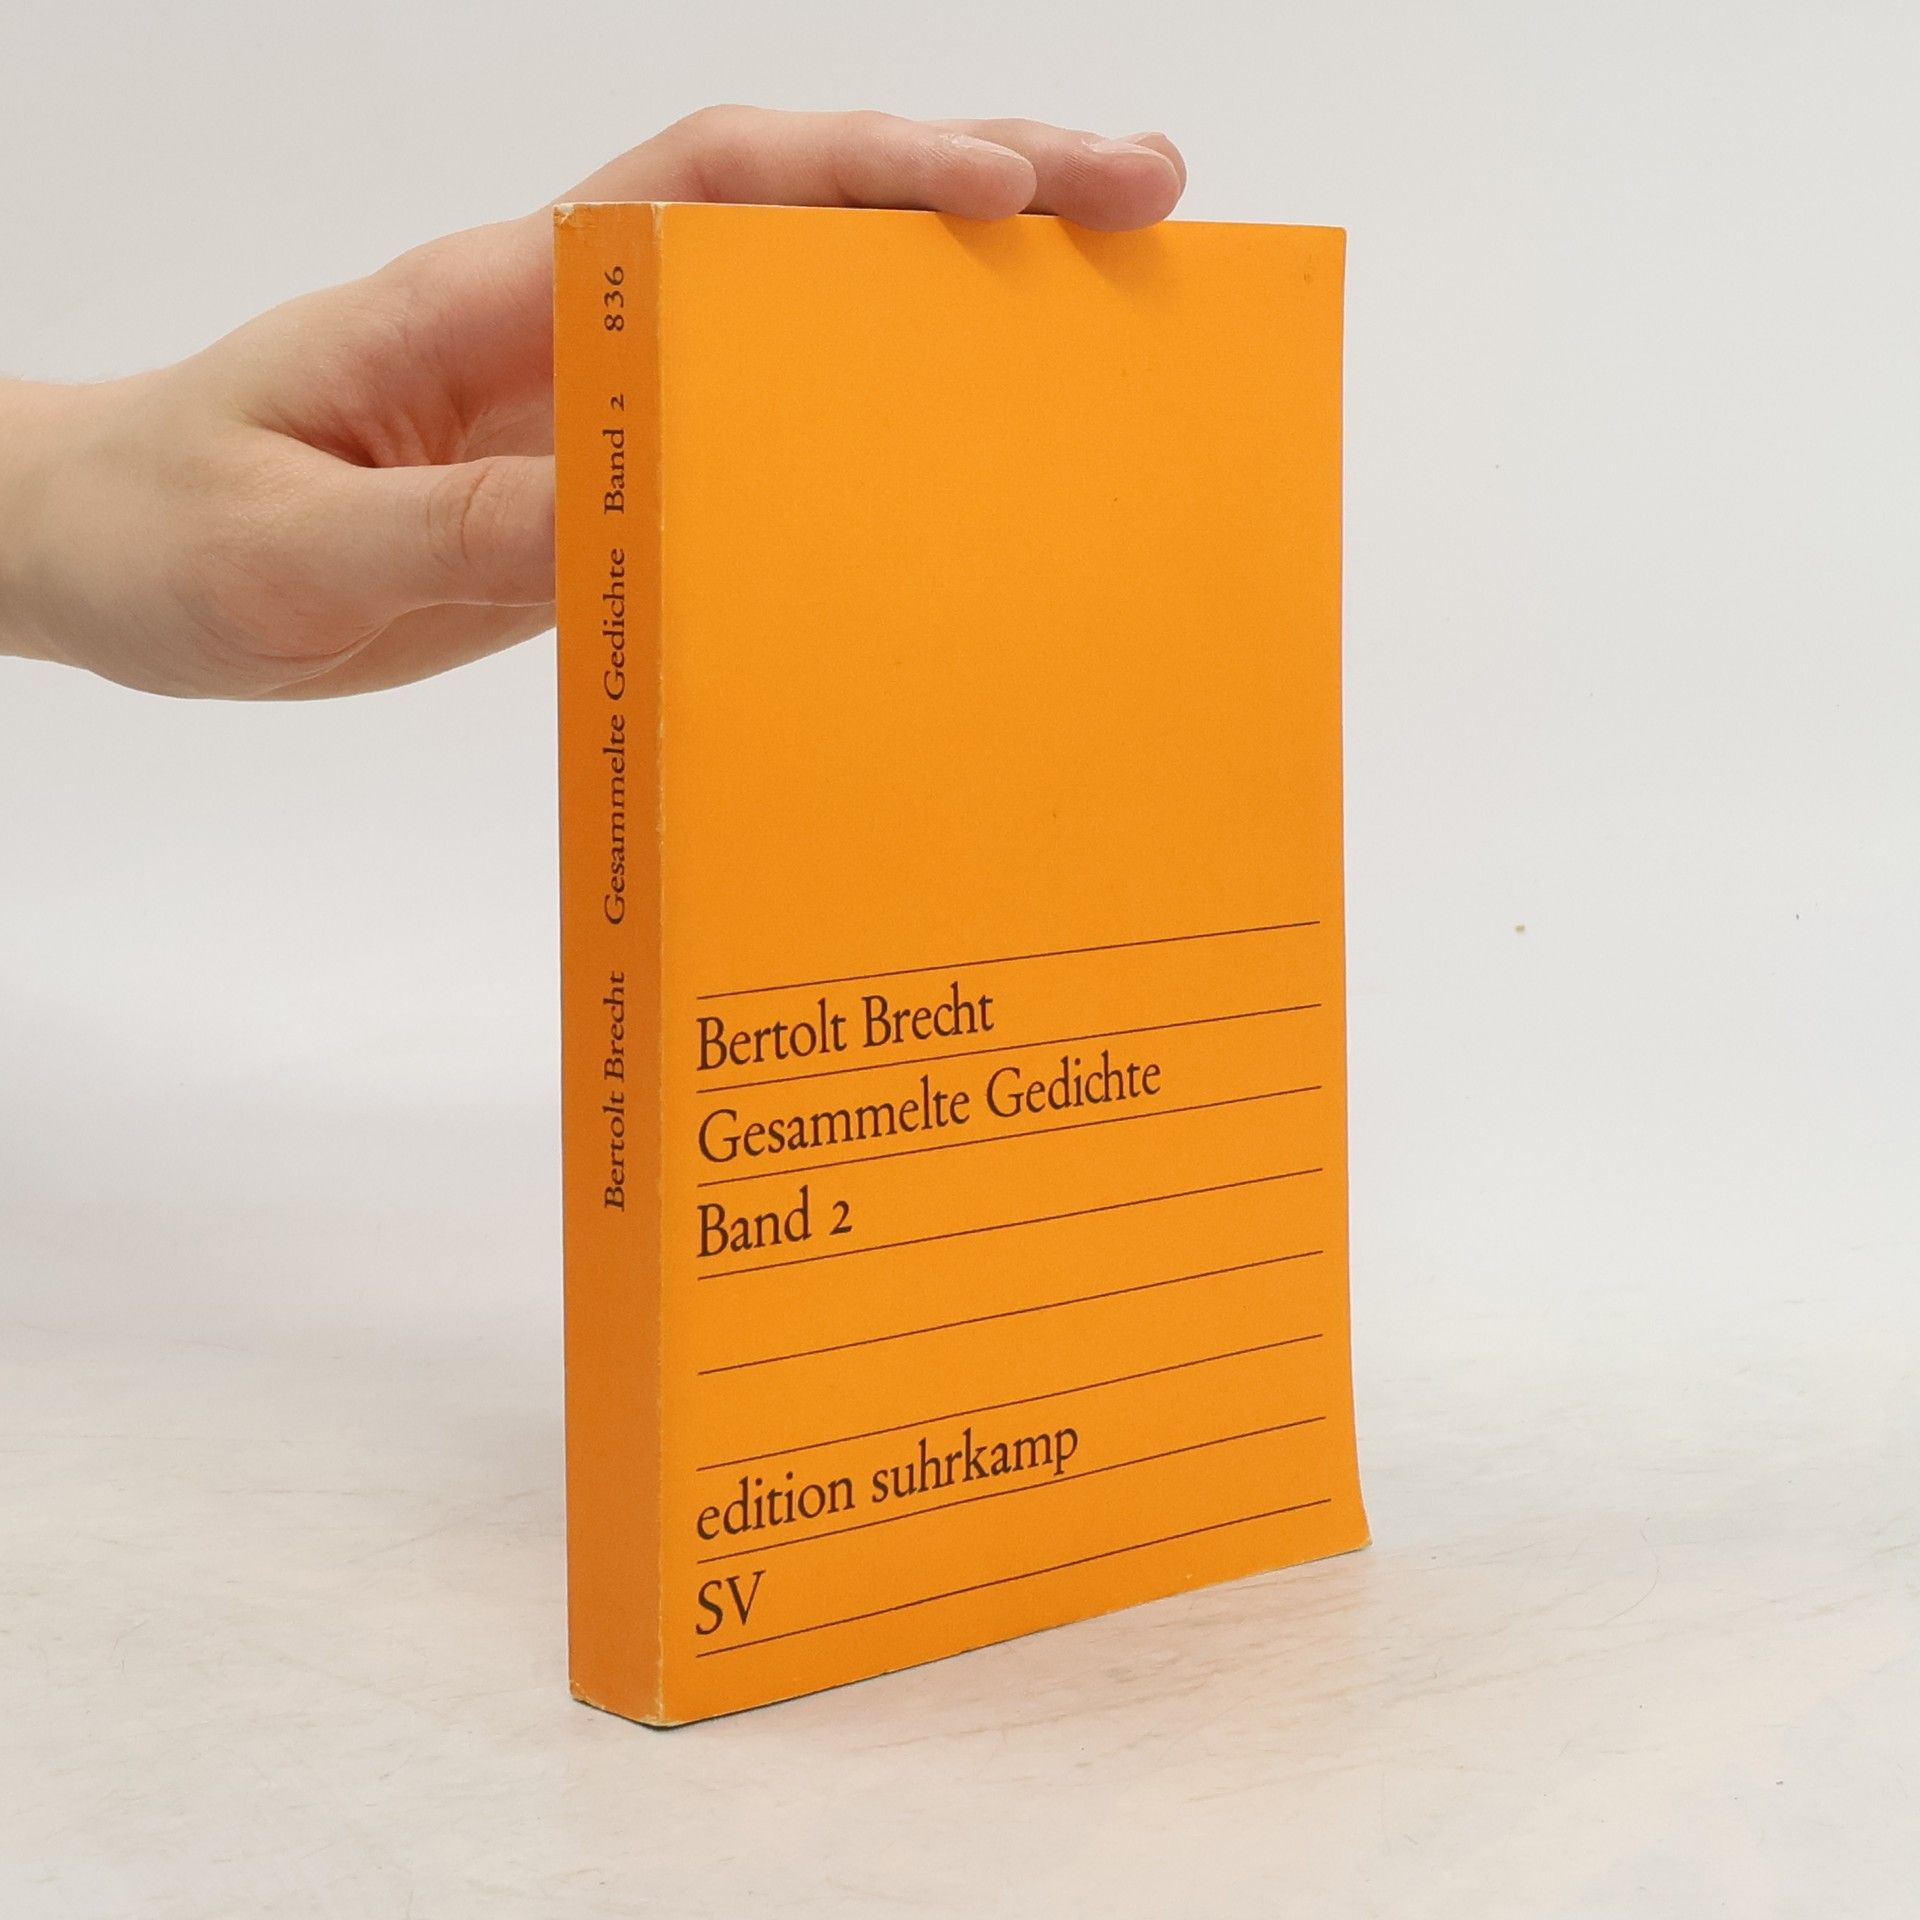 Bertolt Brecht Gesammelte Gedichte Band 2 836
Bertolt Brecht
Gesammelte Gedichte
Band 2
edition suhrkamp
SV